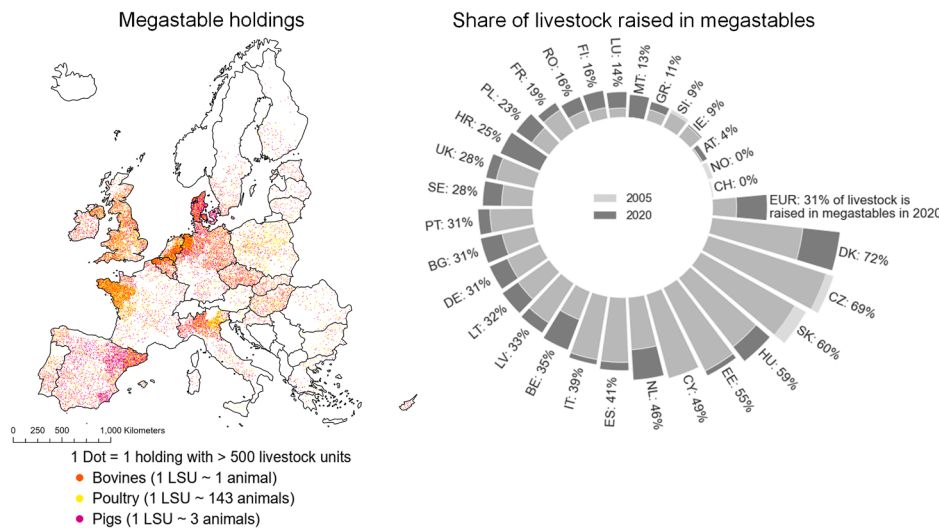 Megastable holdings
0 250 500 1,000 Kilometers
1 Dot = 1 holding with > 500 livestock units
Bovines (1 LSU ~ 1 animal)
Poultry (1 LSU ~ 143 animals)
Pigs (1 LSU ~ 3 animals)
Share of livestock raised in megastables
2005
2020
EUR: 31% of livestock is
raised in megastables in 2020
DK: 72%
CZ: 69%
SK: 60%
HU: 59%
EE: 55%
CY: 49%
NL: 46%
ES: 41%
IT: 39%
BE: 35%
LV: 33%
LT: 32%
DE: 31%
BG: 31%
PT: 31%
SE: 28%
UK: 28%
HR: 25%
PL: 23%
FR: 19%
RO: 16%
FI: 16%
LU: 14%
MT: 13%
GR: 11%
SI: 9%
IE: 9%
AT: 4%
NO: 0%
CH: 0%